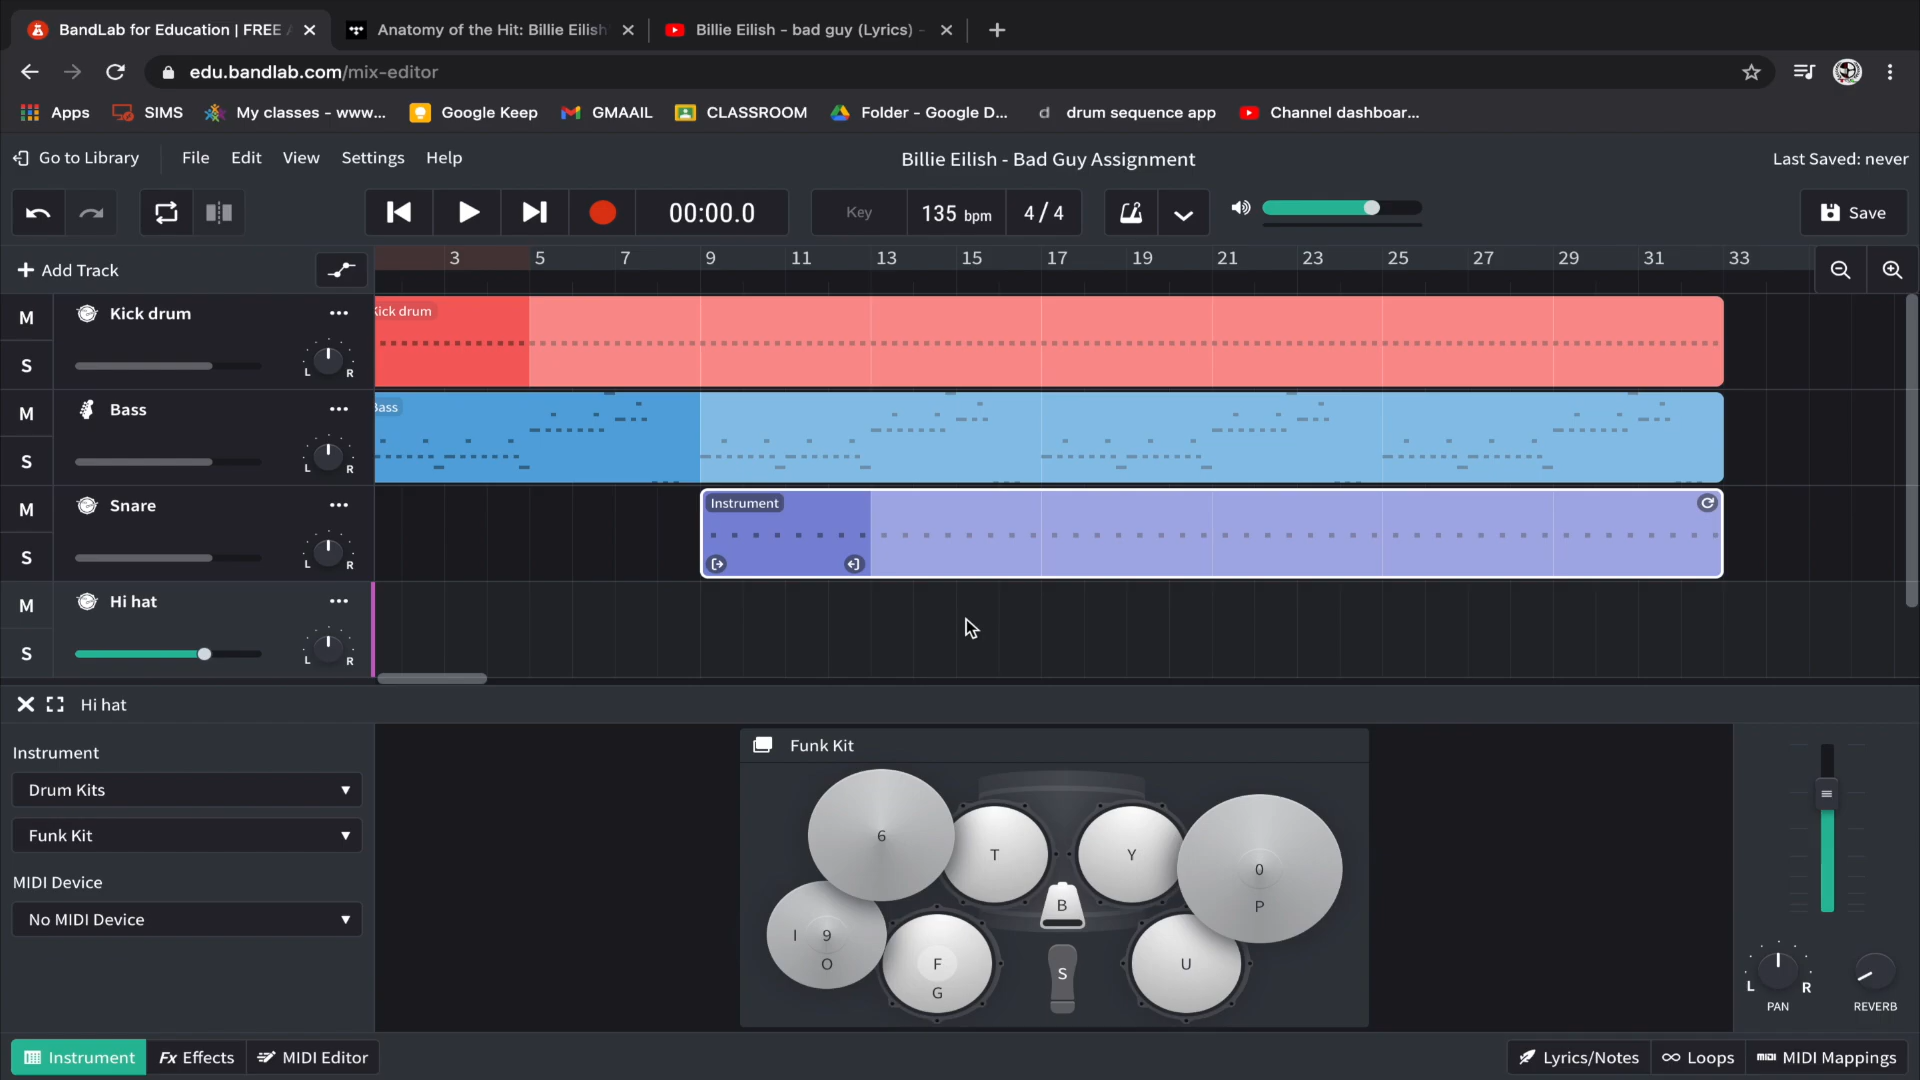 BandLab for Education | FREE
Anatomy of the Hit: Billie Eilish
Billie Eilish - bad guy (Lyrics) -
edu.bandlab.com/mix-editor
Apps
SIMS
My classes - www...
Google Keep
GMAAIL
CLASSROOM
Folder - Google D...
d drum sequence app
Channel dashboar...
Go to Library
File
Edit
View
Settings
Help
Billie Eilish - Bad Guy Assignment
Last Saved: never
00:00.0
Key
135 bpm
4 / 4
Save
Add Track
3 5 7 9 11 13 15 17 19 21 23 25 27 29 31 33
M
Kick drum
Kick drum
S
L R
M
Bass
Bass
S
L R
M
Snare
Instrument
S
L R
M
Hi hat
S
L R
Hi hat
Instrument
Drum Kits
Funk Kit
MIDI Device
No MIDI Device
Funk Kit
6
T
Y
0
P
B
I 9
O
F
G
S
U
L R
PAN
REVERB
Instrument
Fx Effects
MIDI Editor
Lyrics/Notes
Loops
MIDI MIDI Mappings